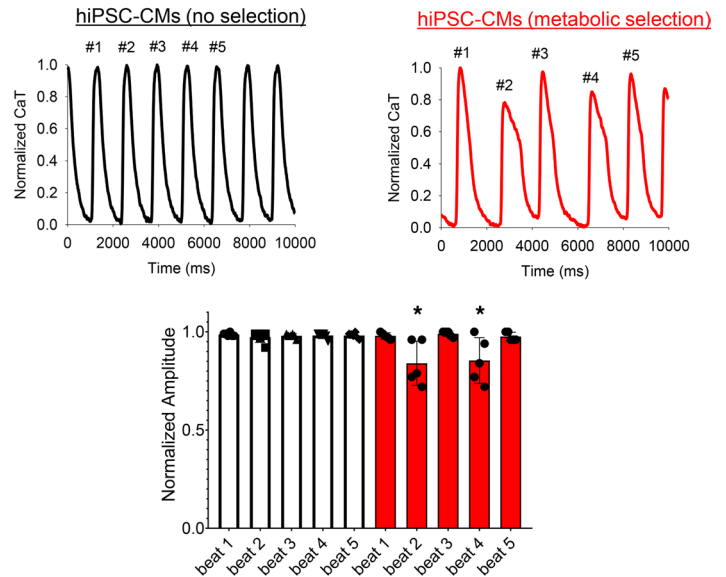 hiPSC-CMs (no selection)
#1 #2 #3 #4 #5
Normalized CaT
1.0
0.8
0.6
0.4
0.2
0.0
0 2000 4000 6000 8000 10000
Time (ms)
hiPSC-CMs (metabolic selection)
#1
#2
#3
#4
#5
Normalized CaT
1.0
0.8
0.6
0.4
0.2
0.0
0 2000 4000 6000 8000 10000
Time (ms)
* *
Normalized Amplitude
1.0
0.5
0.0
beat 1 beat 2 beat 3 beat 4 beat 5 beat 1 beat 2 beat 3 beat 4 beat 5